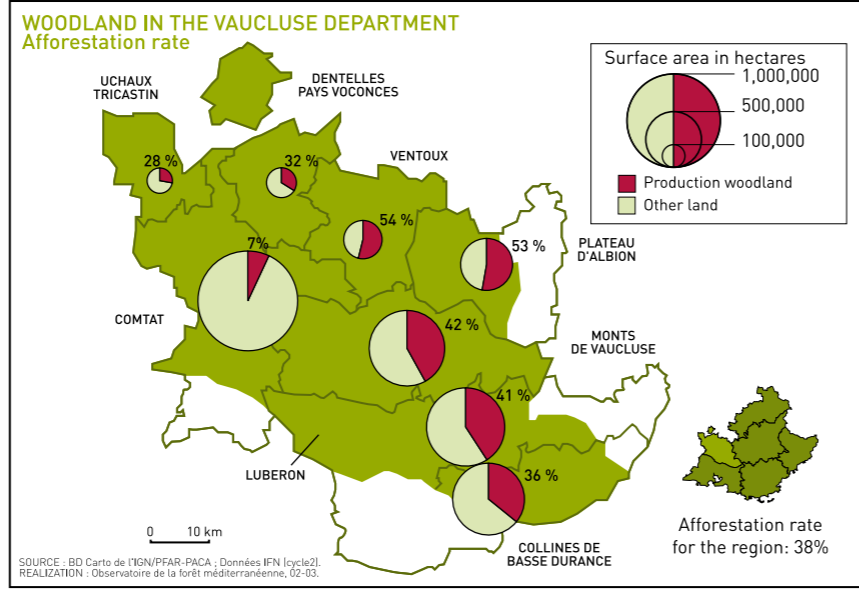 WOODLAND IN THE VAUCLUSE DEPARTMENT
Afforestation rate
UCHAUX
TRICASTIN
DENTELLES
PAYS VOCONCES
VENTOUX
28 %
32 %
54 %
53 %
7%
42 %
41 %
36 %
PLATEAU
D'ALBION
COMTAT
MONTS
DE VAUCLUSE
LUBERON
COLLINES DE
BASSE DURANCE
Surface area in hectares
1,000,000
500,000
100,000
Production woodland
Other land
Afforestation rate
for the region: 38%
0 10 km
SOURCE : BD Carto de l'IGN/PFAR-PACA ; Données IFN (cycle2).
REALIZATION : Observatoire de la forêt méditerranéenne, 02-03.